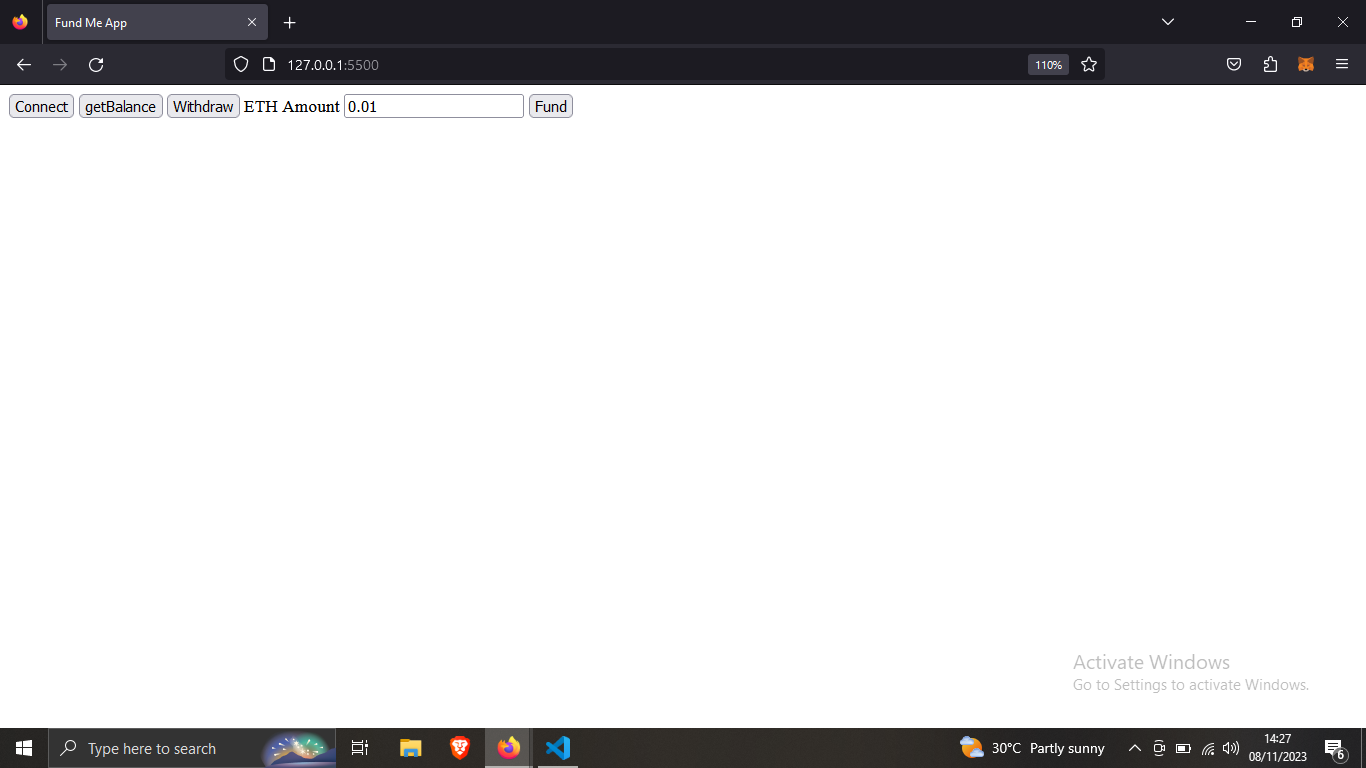 Fund Me App
127.0.0.1:5500
110%
Connect getBalance Withdraw ETH Amount 0.01 Fund
Activate Windows
Go to Settings to activate Windows.
Type here to search
30°C Partly sunny
14:27
08/11/2023
6